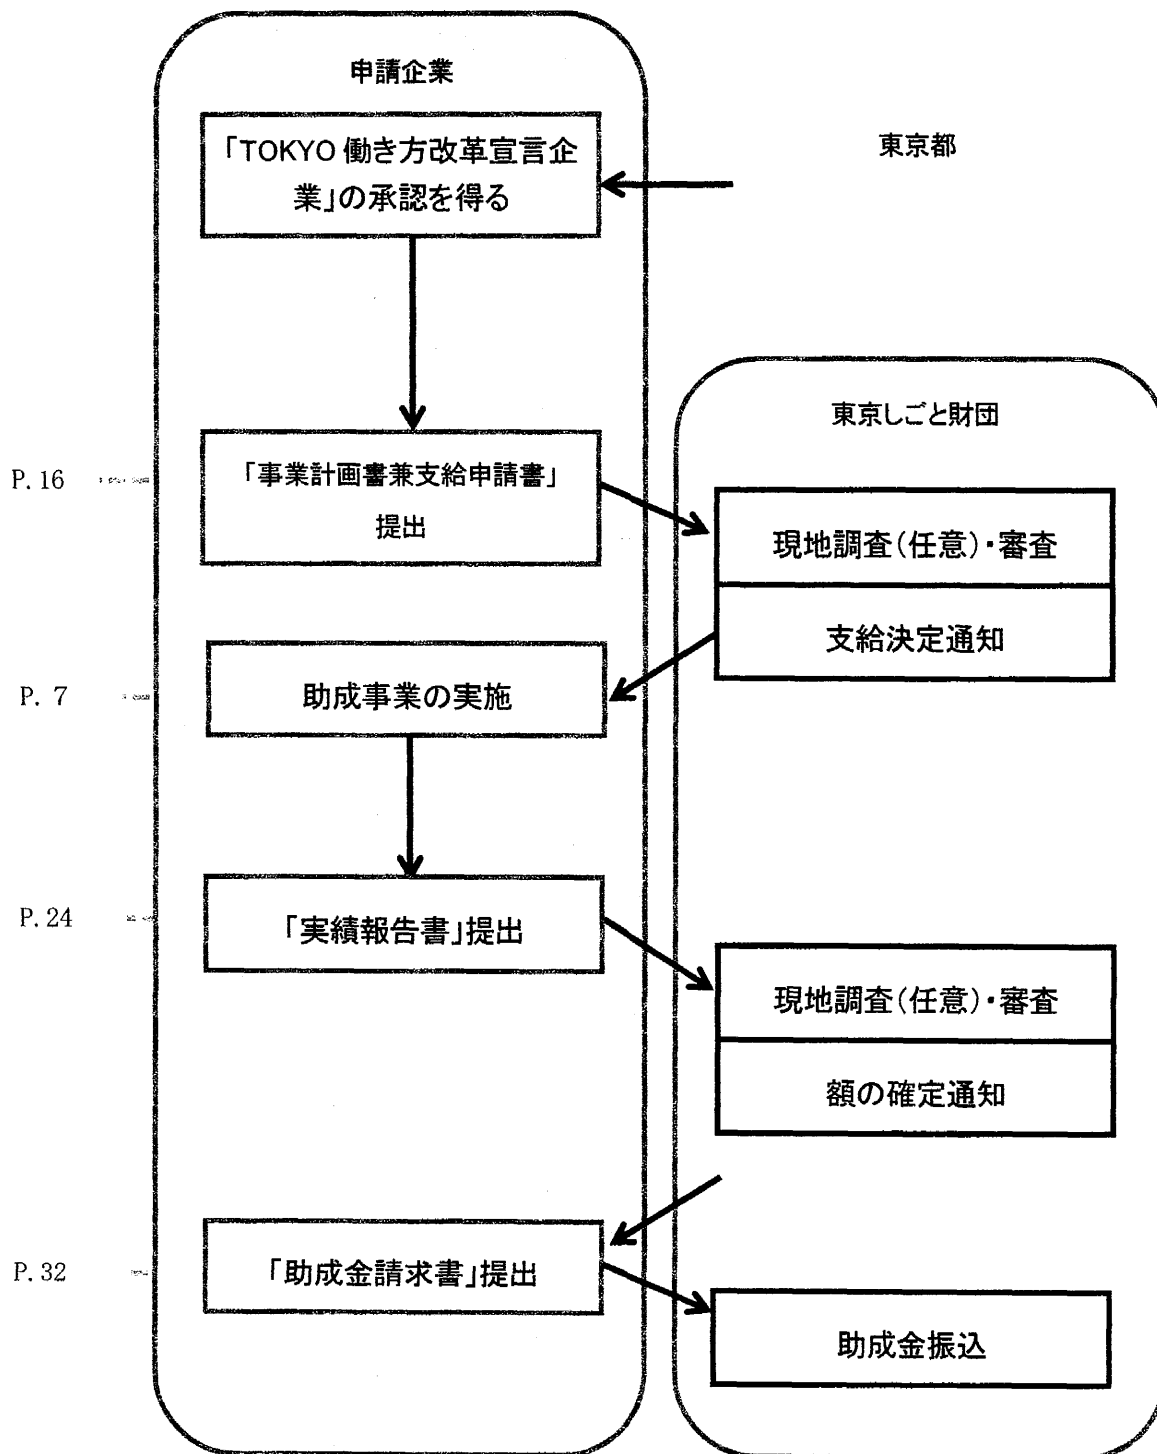 申請企業
「TOKYO 働き方改革宣言企
業」の承認を得る
東京都
東京しごと財団
P. 16
「事業計画書兼支給申請書」
提出
現地調査(任意)・審査
支給決定通知
P. 7
助成事業の実施
P. 24
「実績報告書」提出
現地調査(任意)・審査
額の確定通知
P. 32
「助成金請求書」提出
助成金振込